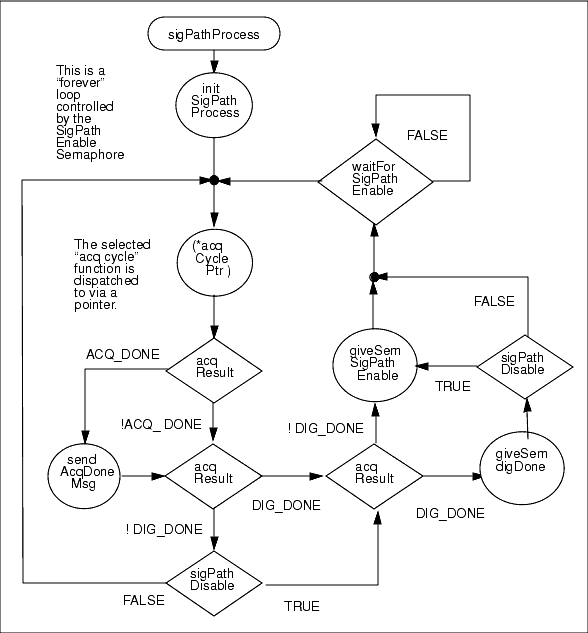 sigPathProcess
This is a
"forever"
loop
controlled
by the
SigPath
Enable
Semaphore
init
SigPath
Process
FALSE
waitFor
SigPath
Enable
The selected
"acq cycle"
function is
dispatched
to via a
pointer.
(*acq
Cycle
Ptr )
FALSE
ACQ_DONE
acq
Result
giveSem
SigPath
Enable
sigPath
Disable
TRUE
!ACQ_ DONE
! DIG_DONE
send
AcqDone
Msg
acq
Result
DIG_DONE
acq
Result
DIG_DONE
giveSem
digDone
! DIG_DONE
sigPath
Disable
FALSE
TRUE